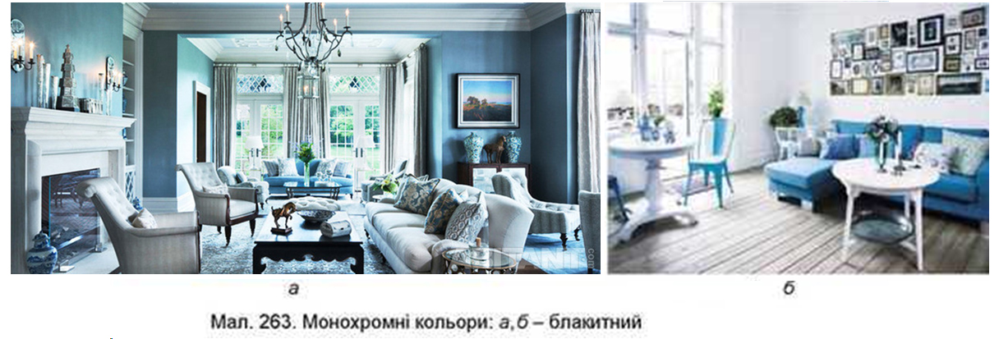 а
б
Мал. 263. Монохромні кольори: а,б – блакитний